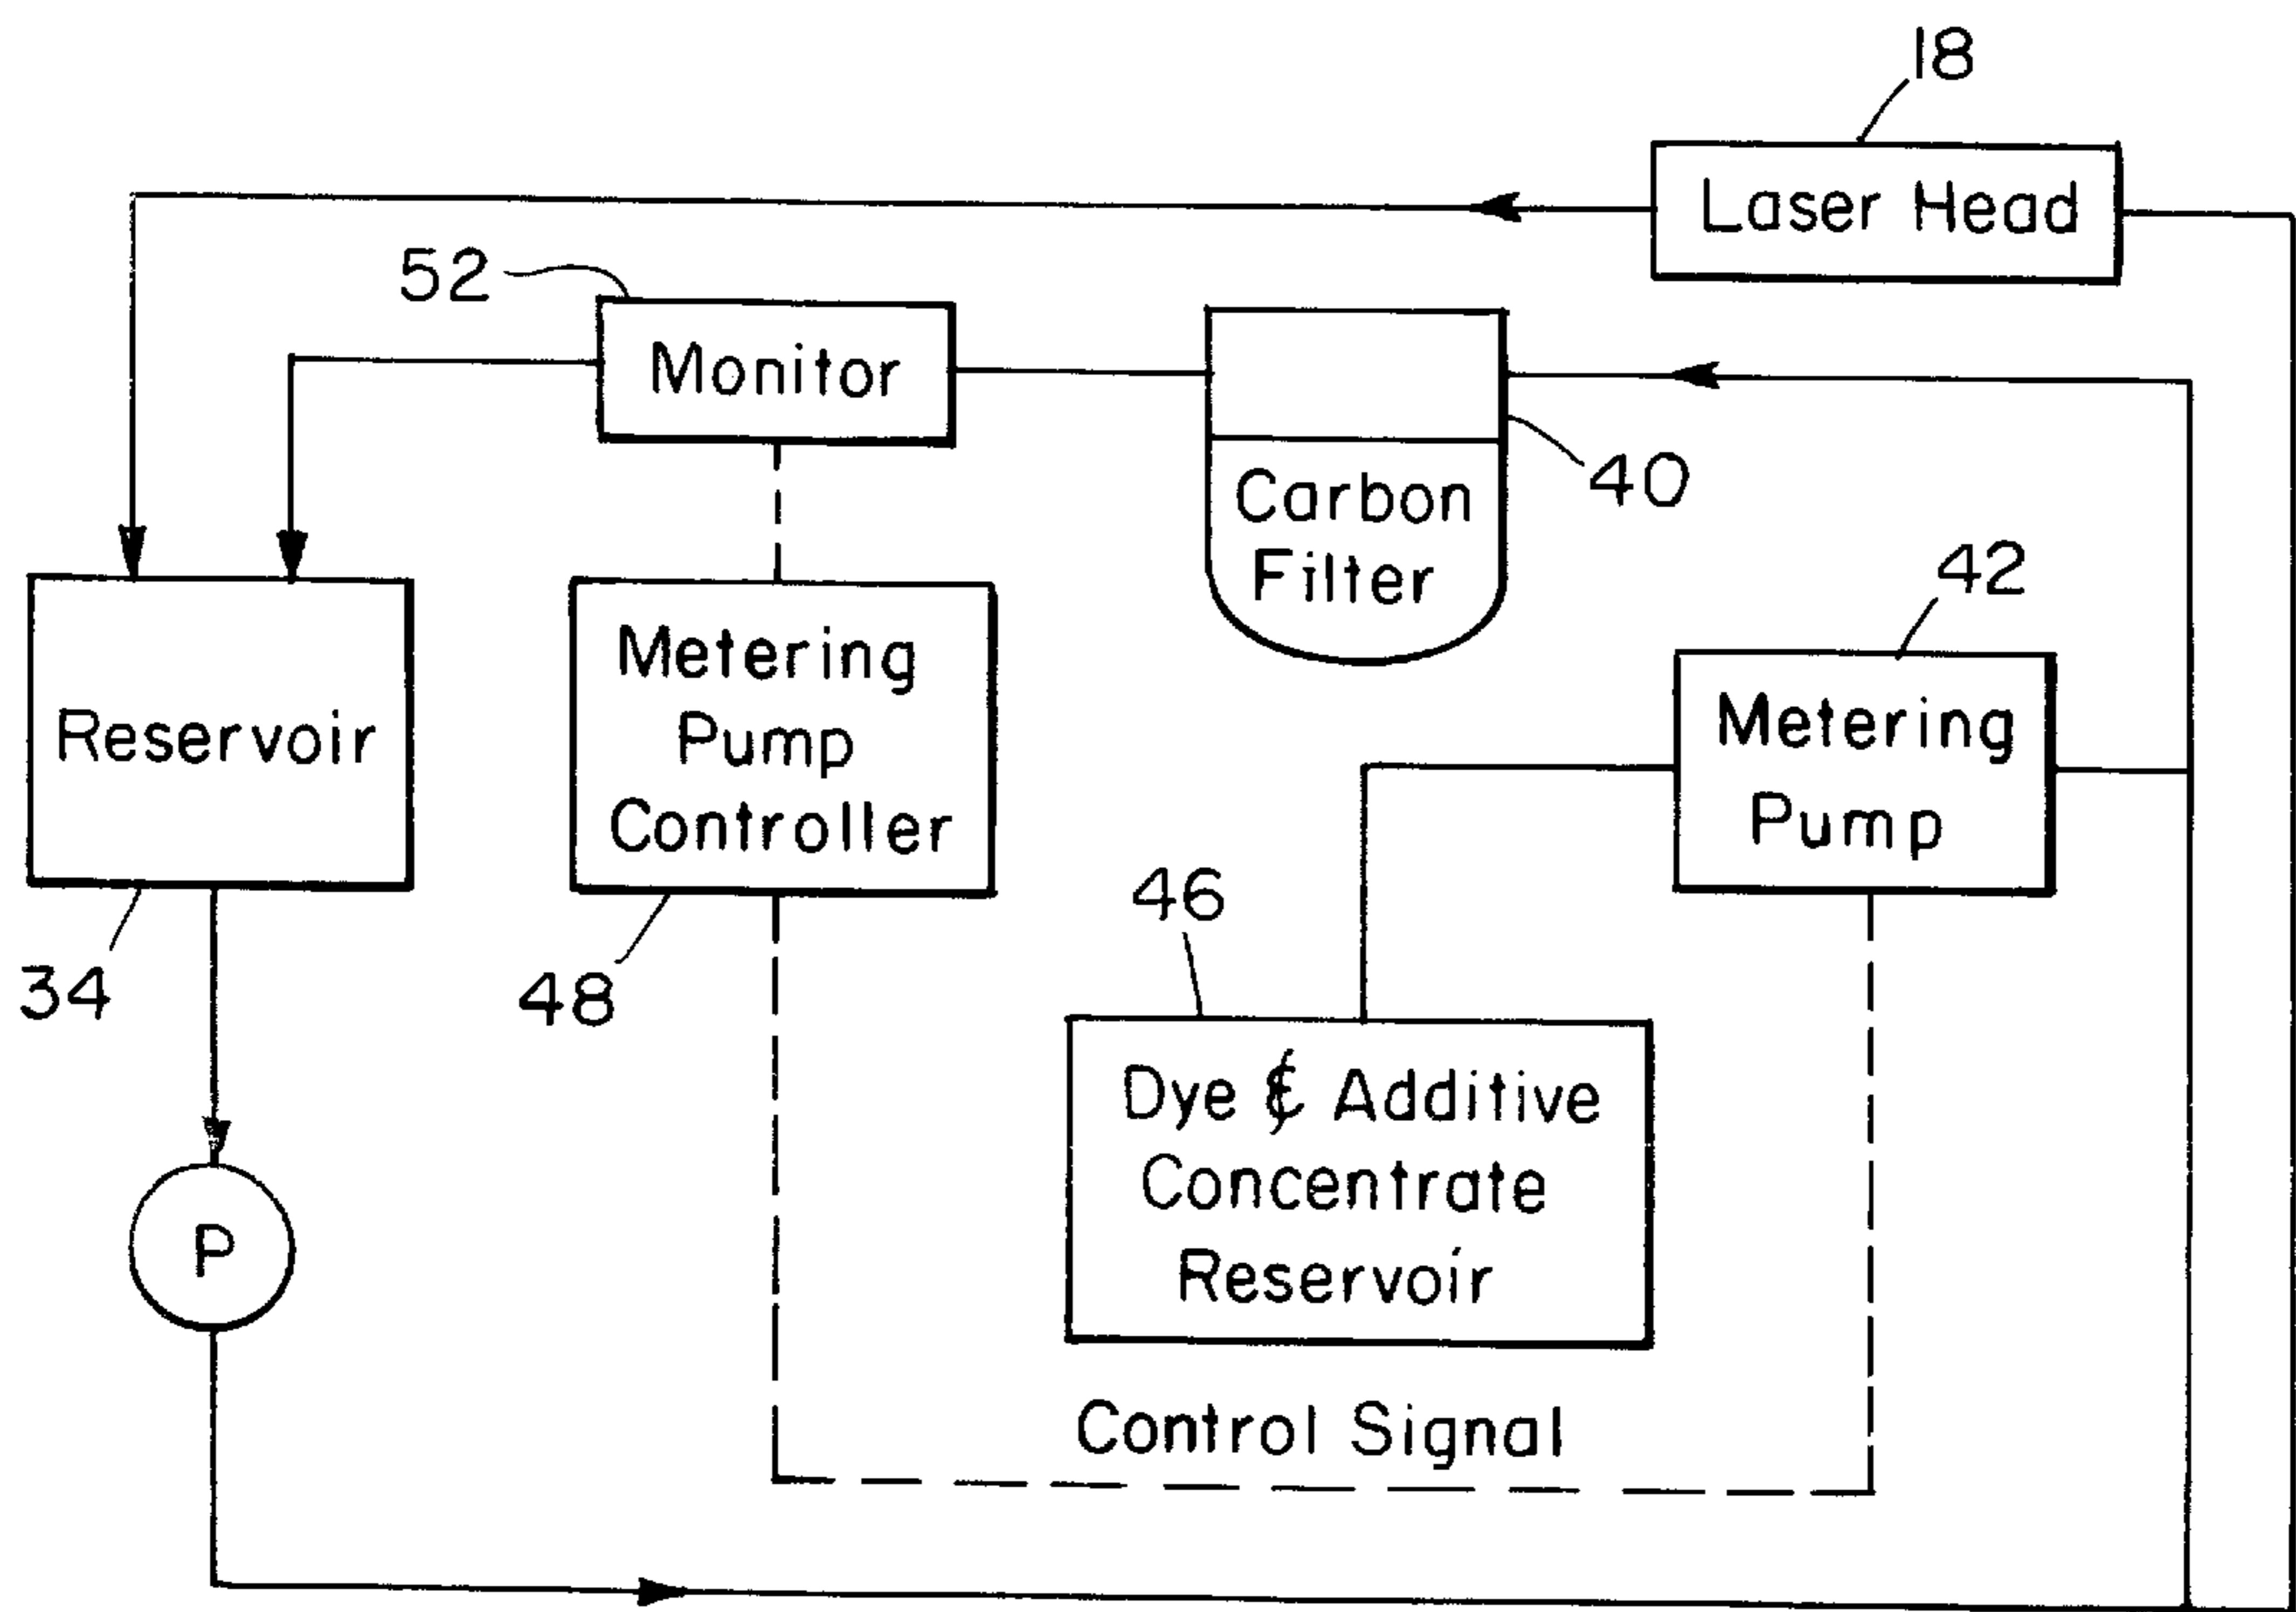 18
Laser Head
52
Monitor
40
Carbon
Filter
42
Metering
Pump
Reservoir
34
Metering
Pump
Controller
48
46
Dye & Additive
Concentrate
Reservoir
P
Control Signal